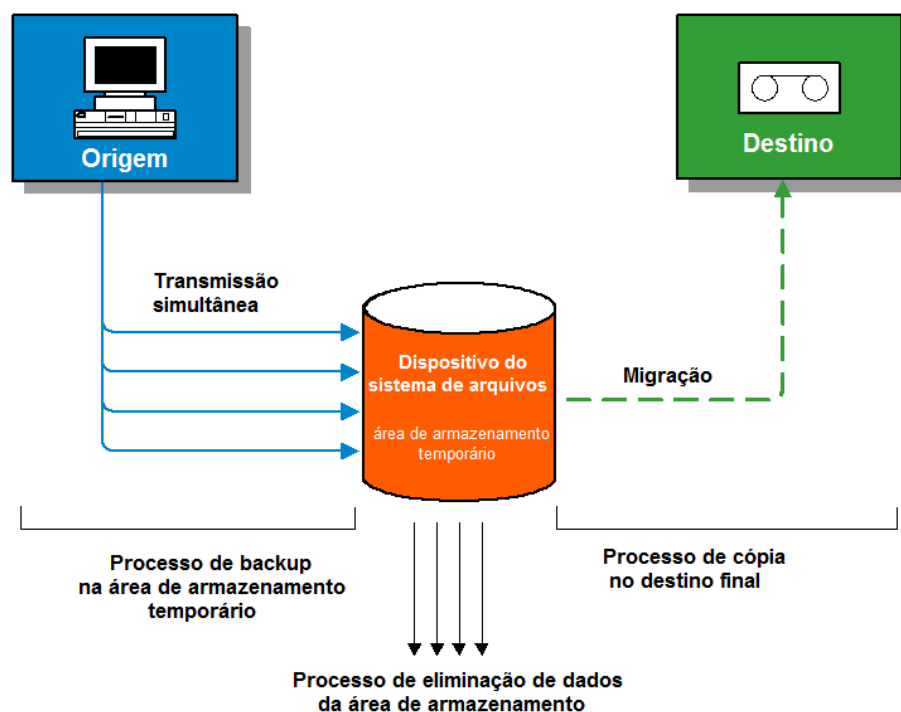 Origem
Destino
Transmissão
simultânea
Dispositivo do
sistema de arquivos
área de armazenamento
temporário
Migração
Processo de backup
na área de armazenamento
temporário
Processo de cópia
no destino final
Processo de eliminação de dados
da área de armazenamento